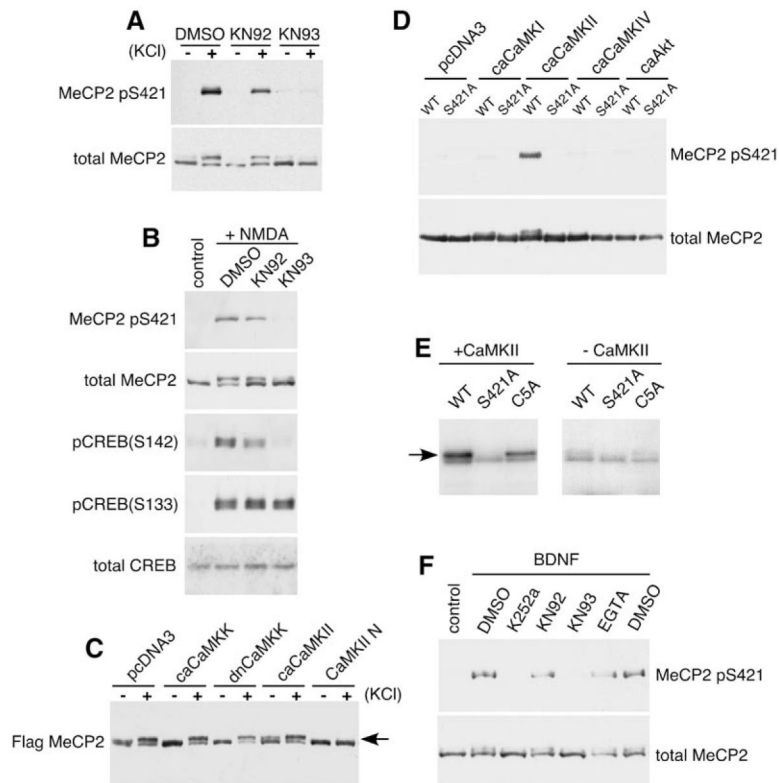 A
DMSO KN92 KN93
(KCl) - + - + - +
MeCP2 pS421
total MeCP2
B
+ NMDA
control DMSO KN92 KN93
MeCP2 pS421
total MeCP2
pCREB(S142)
pCREB(S133)
total CREB
C
pcDNA3 caCaMKK dnCaMKK caCaMKII CaMKII N
- + - + - + - + - + (KCl)
Flag MeCP2
D
pcDNA3 caCaMKI caCaMKII caCaMKIV caAkt
WT S421A WT S421A WT S421A WT S421A WT S421A
MeCP2 pS421
total MeCP2
E
+CaMKII - CaMKII
WT S421A C5A WT S421A C5A
F
BDNF
control DMSO K252a KN92 KN93 EGTA DMSO
MeCP2 pS421
total MeCP2